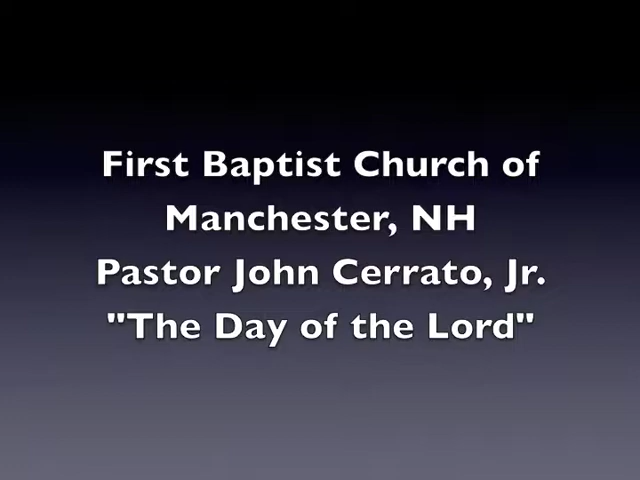 First Baptist Church of
Manchester, NH
Pastor John Cerrato, Jr.
"The Day of the Lord"